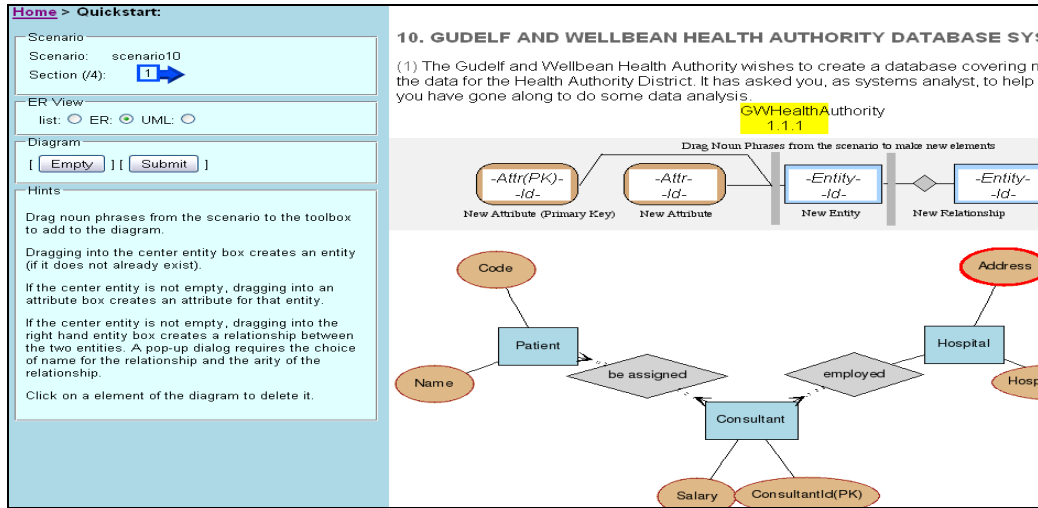 Home > Quickstart:
Scenario
Scenario: scenario10
Section (/4): 1
ER View
list: ER: UML:
Diagram
[ Empty ] [ Submit ]
Hints
Drag noun phrases from the scenario to the toolbox
to add to the diagram.
Dragging into the center entity box creates an entity
(if it does not already exist).
If the center entity is not empty, dragging into an
attribute box creates an attribute for that entity.
If the center entity is not empty, dragging into the
right hand entity box creates a relationship between
the two entities. A pop-up dialog requires the choice
of name for the relationship and the arity of the
relationship.
Click on a element of the diagram to delete it.
10. GUDELF AND WELLBEAN HEALTH AUTHORITY DATABASE SYS
(1) The Gudelf and Wellbean Health Authority wishes to create a database covering
the data for the Health Authority District. It has asked you, as systems analyst, to help
you have gone along to do some data analysis.
GWHealthAuthority
1.1.1
Drag Noun Phrases from the scenario to make new elements
-Attr(PK)-
-Id-
New Attribute (Primary Key)
-Attr-
-Id-
New Attribute
-Entity-
-Id-
New Entity
New Relationship
-Entity-
-Id-
Code
Address
Patient
Hospital
Name
be assigned
employed
Hosp
Consultant
Salary
ConsultantId(PK)